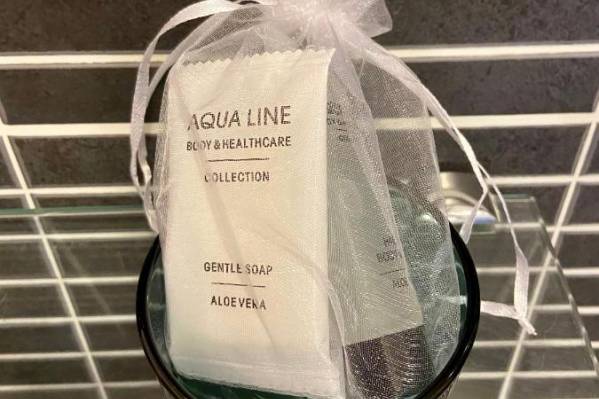 AQUA LINE
BODY & HEALTHCARE
COLLECTION
GENTLE SOAP
ALOE VERA